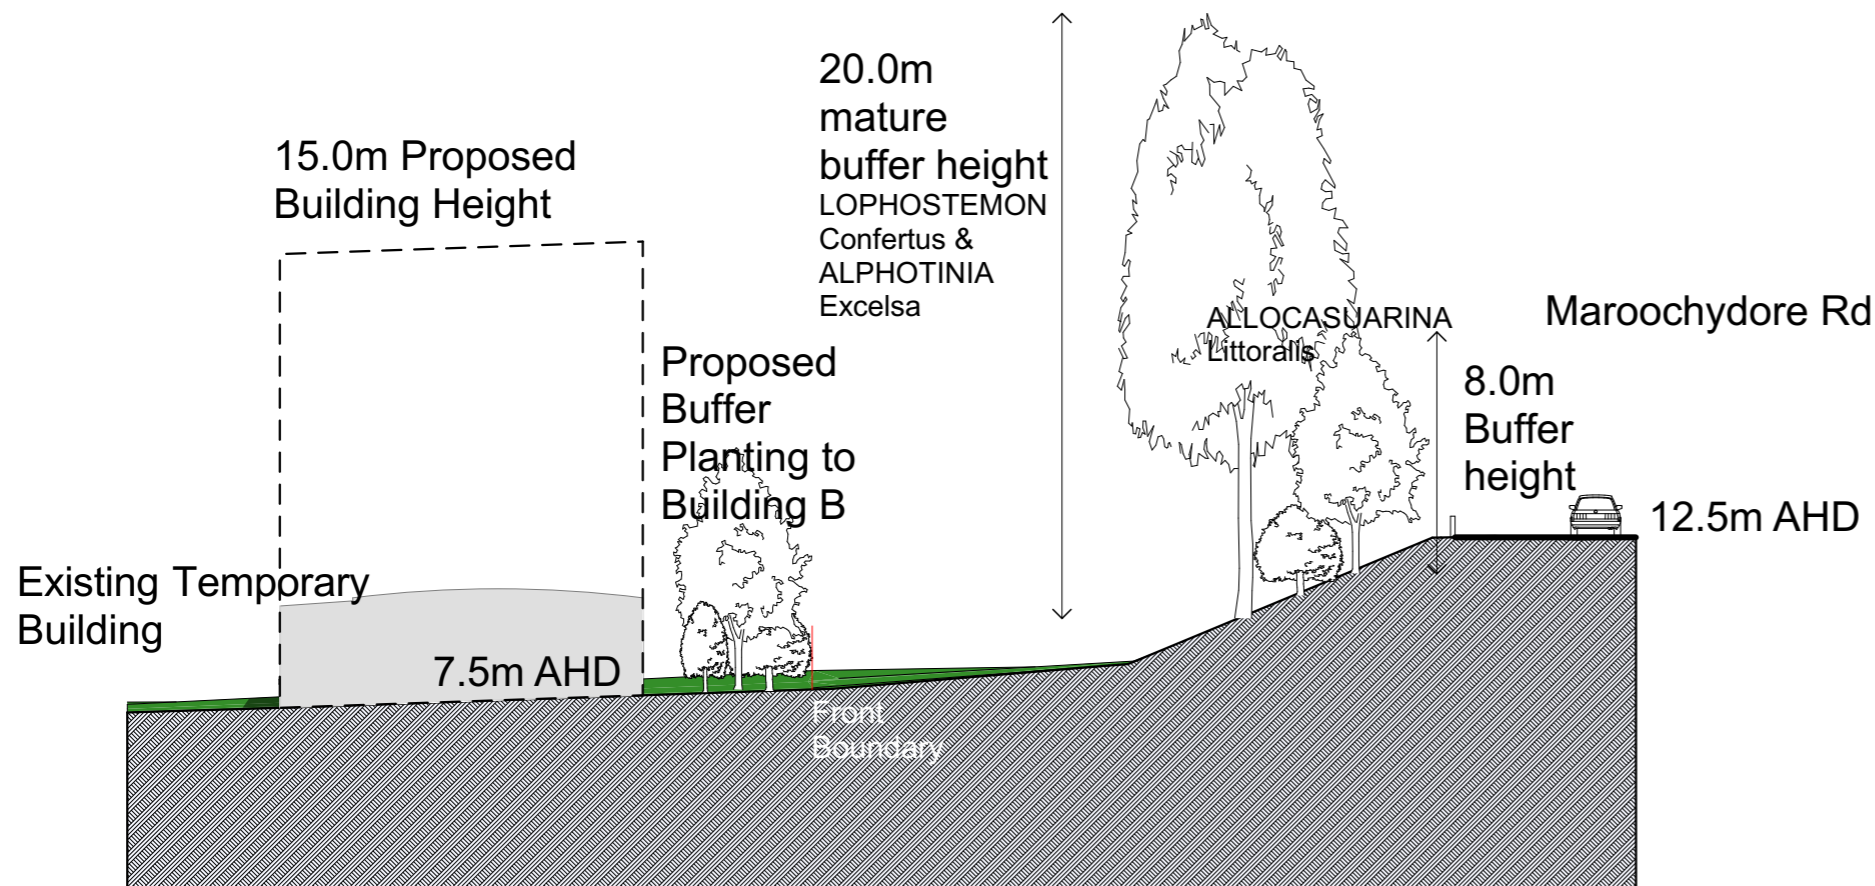 15.0m Proposed
Building Height
20.0m
mature
buffer height
LOPHOSTEMON
Confertus &
ALPHOTINIA
Excelsa
ALLOCASUARINA
Littoralis
Maroochydore Rd
8.0m
Buffer
height
12.5m AHD
Proposed
Buffer
Planting to
Building B
Existing Temporary
Building
7.5m AHD
Front
Boundary